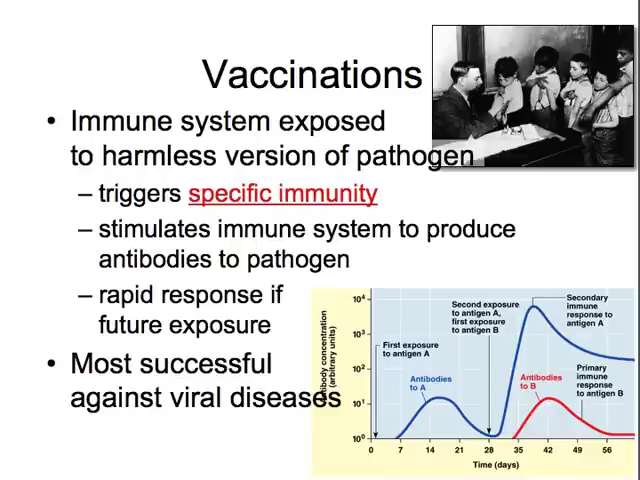 Vaccinations
• Immune system exposed
to harmless version of pathogen
– triggers specific immunity
– stimulates immune system to produce
antibodies to pathogen
– rapid response if
future exposure
• Most successful
against viral diseases
Antibody concentration
(arbitrary units)
10⁴
10³
10²
10¹
10⁰
First exposure
to antigen A
Second exposure
to antigen A,
first exposure
to antigen B
Secondary
immune
response to
antigen A
Antibodies
to A
Antibodies
to B
Primary
immune
response
to antigen B
0 7 14 21 28 35 42 49 56
Time (days)